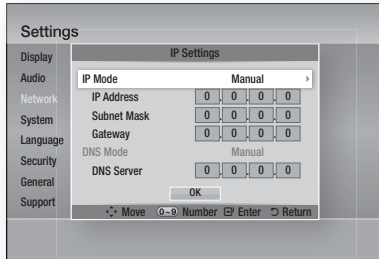 Settings
IP Settings
Display
Audio
Network
System
Language
Security
General
Support
IP Mode Manual
IP Address 0 . 0 . 0 . 0
Subnet Mask 0 . 0 . 0 . 0
Gateway 0 . 0 . 0 . 0
DNS Mode Manual
DNS Server 0 . 0 . 0 . 0
OK
Move 0~9 Number Enter Return